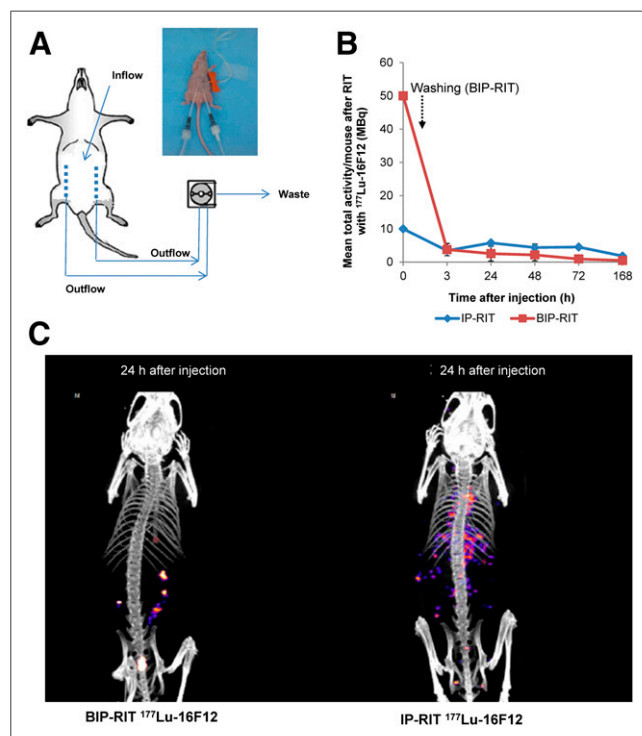 A
Inflow
Waste
Outflow
Outflow
B
Mean total activity/mouse after RIT
with ¹⁷⁷Lu-16F12 (MBq)
60
50
40
30
20
10
0
Washing (BIP-RIT)
0 3 24 48 72 168
Time after injection (h)
IP-RIT BIP-RIT
C
24 h after injection
: 24 h after injection
BIP-RIT ¹⁷⁷Lu-16F12
IP-RIT ¹⁷⁷Lu-16F12